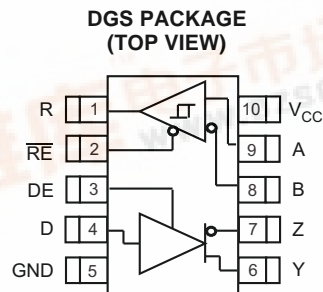 DGS PACKAGE
(TOP VIEW)
R 1 10 VCC
RE 2 9 A
DE 3 8 B
D 4 7 Z
GND 5 6 Y